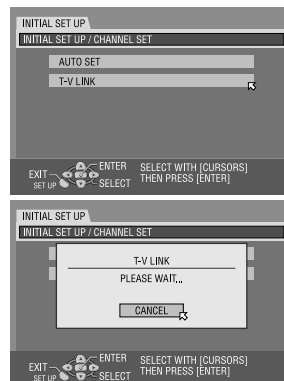 INITIAL SET UP
INITIAL SET UP / CHANNEL SET
AUTO SET
T-V LINK
EXIT
SET UP
ENTER
SELECT
SELECT WITH [CURSORS]
THEN PRESS [ENTER]
INITIAL SET UP
INITIAL SET UP / CHANNEL SET
T-V LINK
PLEASE WAIT...
CANCEL
EXIT
SET UP
ENTER
SELECT
SELECT WITH [CURSORS]
THEN PRESS [ENTER]